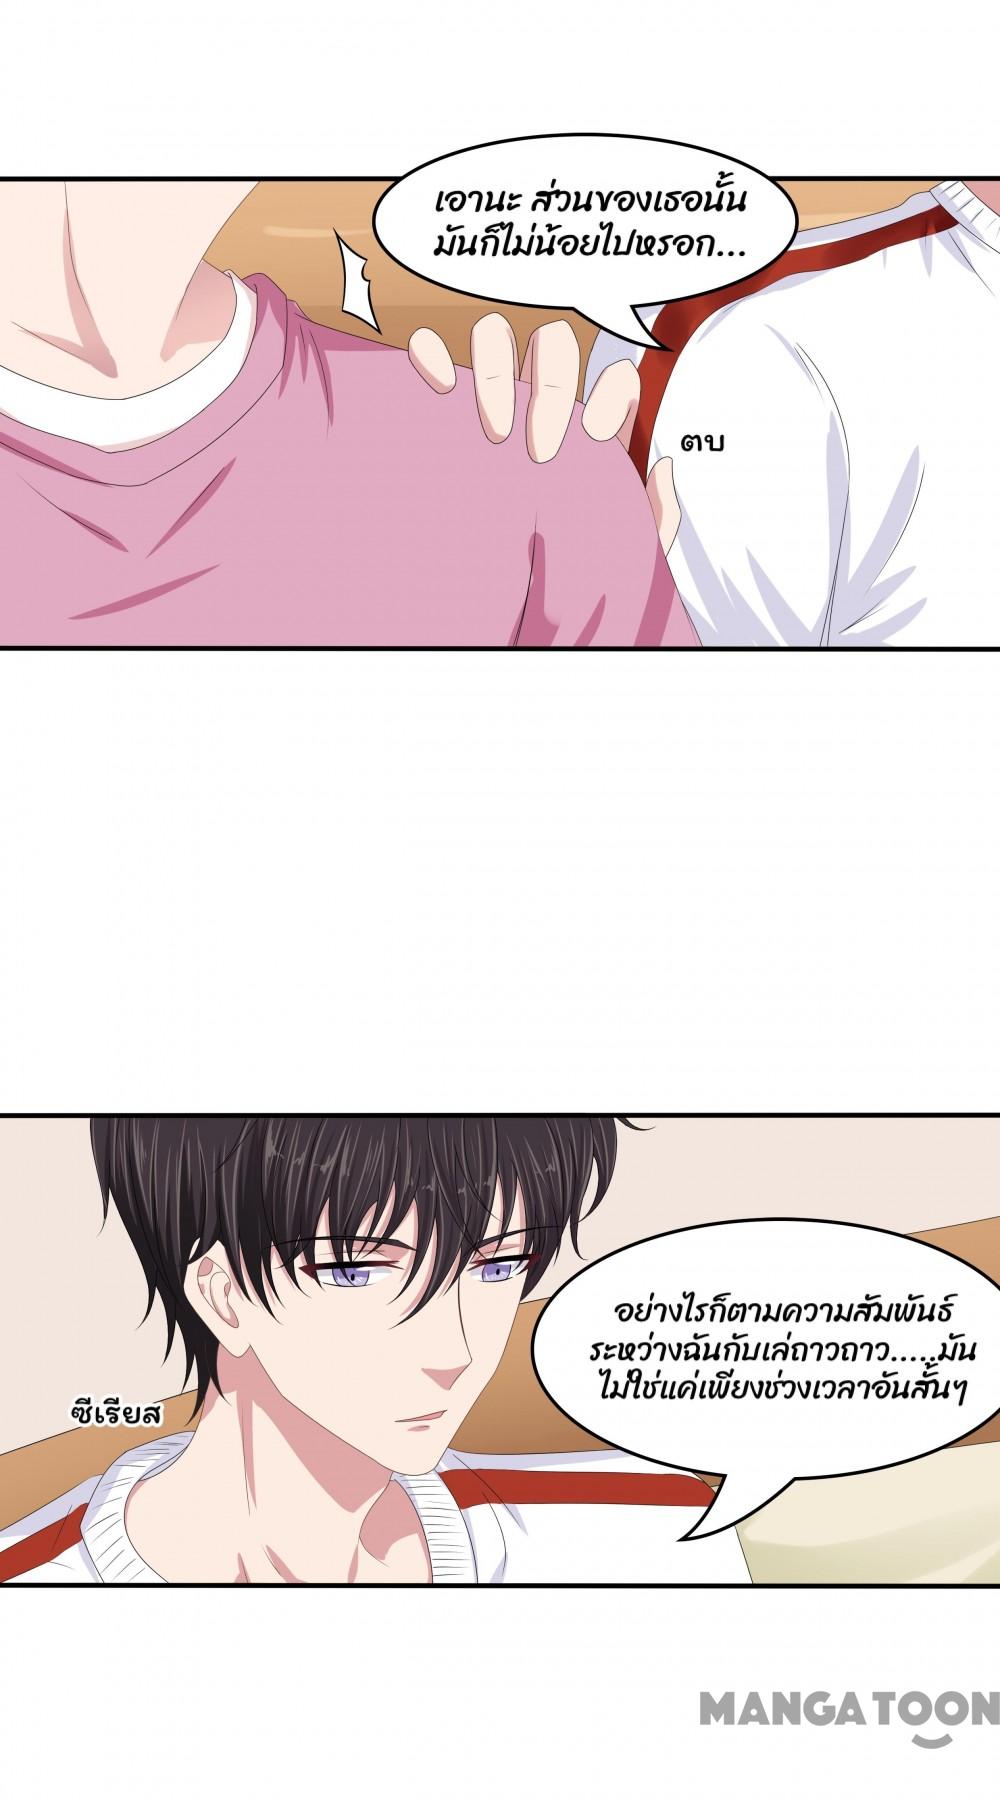 เอานะ ส่วนของเธอนั้น
มันก็ไม่น้อยไปหรอก...
ตบ
อย่างไรก็ตามความสัมพันธ์
ระหว่างฉันกับเล่ถาวถาว.....มัน
ไม่ใช่แค่เพียงช่วงเวลาอันสั้นๆ
ซีเรียส
MANGATOON